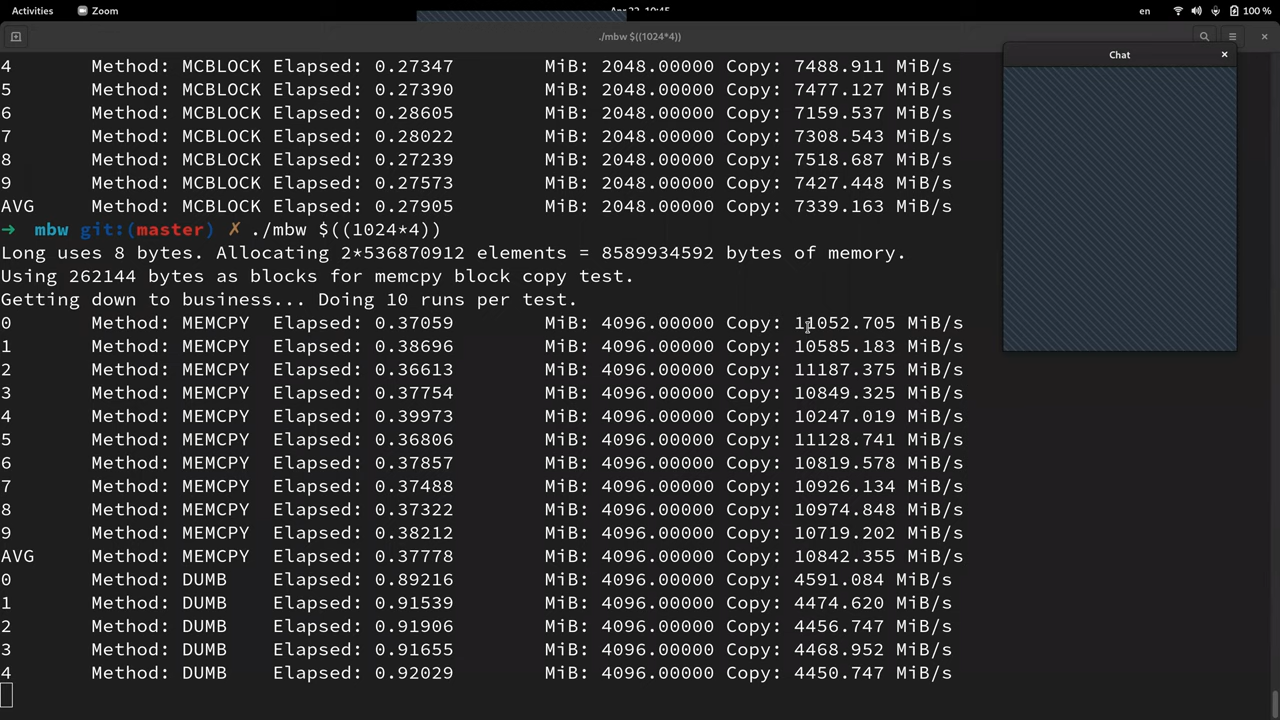 Activities Zoom Apr 22, 10:45 en 100 %
./mbw $((1024*4))
Chat
4 Method: MCBLOCK Elapsed: 0.27347 MiB: 2048.00000 Copy: 7488.911 MiB/s
5 Method: MCBLOCK Elapsed: 0.27390 MiB: 2048.00000 Copy: 7477.127 MiB/s
6 Method: MCBLOCK Elapsed: 0.28605 MiB: 2048.00000 Copy: 7159.537 MiB/s
7 Method: MCBLOCK Elapsed: 0.28022 MiB: 2048.00000 Copy: 7308.543 MiB/s
8 Method: MCBLOCK Elapsed: 0.27239 MiB: 2048.00000 Copy: 7518.687 MiB/s
9 Method: MCBLOCK Elapsed: 0.27573 MiB: 2048.00000 Copy: 7427.448 MiB/s
AVG Method: MCBLOCK Elapsed: 0.27905 MiB: 2048.00000 Copy: 7339.163 MiB/s
➜ mbw git:(master) ✗ ./mbw $((1024*4))
Long uses 8 bytes. Allocating 2*536870912 elements = 8589934592 bytes of memory.
Using 262144 bytes as blocks for memcpy block copy test.
Getting down to business... Doing 10 runs per test.
0 Method: MEMCPY Elapsed: 0.37059 MiB: 4096.00000 Copy: 11052.705 MiB/s
1 Method: MEMCPY Elapsed: 0.38696 MiB: 4096.00000 Copy: 10585.183 MiB/s
2 Method: MEMCPY Elapsed: 0.36613 MiB: 4096.00000 Copy: 11187.375 MiB/s
3 Method: MEMCPY Elapsed: 0.37754 MiB: 4096.00000 Copy: 10849.325 MiB/s
4 Method: MEMCPY Elapsed: 0.39973 MiB: 4096.00000 Copy: 10247.019 MiB/s
5 Method: MEMCPY Elapsed: 0.36806 MiB: 4096.00000 Copy: 11128.741 MiB/s
6 Method: MEMCPY Elapsed: 0.37857 MiB: 4096.00000 Copy: 10819.578 MiB/s
7 Method: MEMCPY Elapsed: 0.37488 MiB: 4096.00000 Copy: 10926.134 MiB/s
8 Method: MEMCPY Elapsed: 0.37322 MiB: 4096.00000 Copy: 10974.848 MiB/s
9 Method: MEMCPY Elapsed: 0.38212 MiB: 4096.00000 Copy: 10719.202 MiB/s
AVG Method: MEMCPY Elapsed: 0.37778 MiB: 4096.00000 Copy: 10842.355 MiB/s
0 Method: DUMB Elapsed: 0.89216 MiB: 4096.00000 Copy: 4591.084 MiB/s
1 Method: DUMB Elapsed: 0.91539 MiB: 4096.00000 Copy: 4474.620 MiB/s
2 Method: DUMB Elapsed: 0.91906 MiB: 4096.00000 Copy: 4456.747 MiB/s
3 Method: DUMB Elapsed: 0.91655 MiB: 4096.00000 Copy: 4468.952 MiB/s
4 Method: DUMB Elapsed: 0.92029 MiB: 4096.00000 Copy: 4450.747 MiB/s